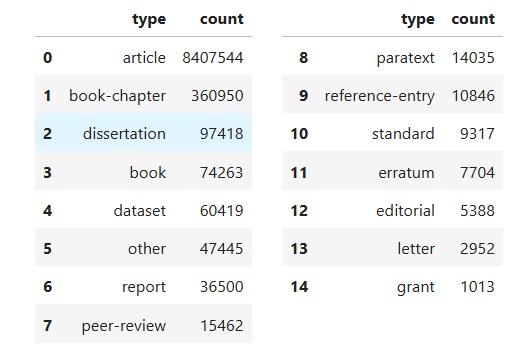 type count
0 article 8407544
1 book-chapter 360950
2 dissertation 97418
3 book 74263
4 dataset 60419
5 other 47445
6 report 36500
7 peer-review 15462
type count
8 paratext 14035
9 reference-entry 10846
10 standard 9317
11 erratum 7704
12 editorial 5388
13 letter 2952
14 grant 1013